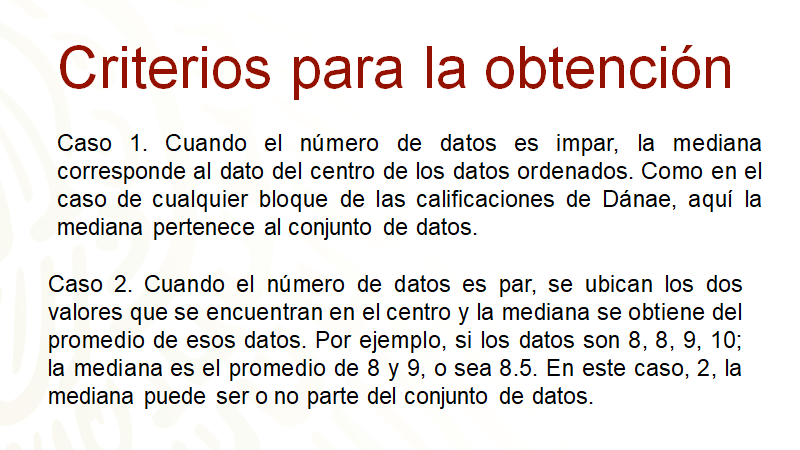 Criterios para la obtención
Caso 1. Cuando el número de datos es impar, la mediana
corresponde al dato del centro de los datos ordenados. Como en el
caso de cualquier bloque de las calificaciones de Dánae, aquí la
mediana pertenece al conjunto de datos.
Caso 2. Cuando el número de datos es par, se ubican los dos
valores que se encuentran en el centro y la mediana se obtiene del
promedio de esos datos. Por ejemplo, si los datos son 8, 8, 9, 10;
la mediana es el promedio de 8 y 9, o sea 8.5. En este caso, 2, la
mediana puede ser o no parte del conjunto de datos.